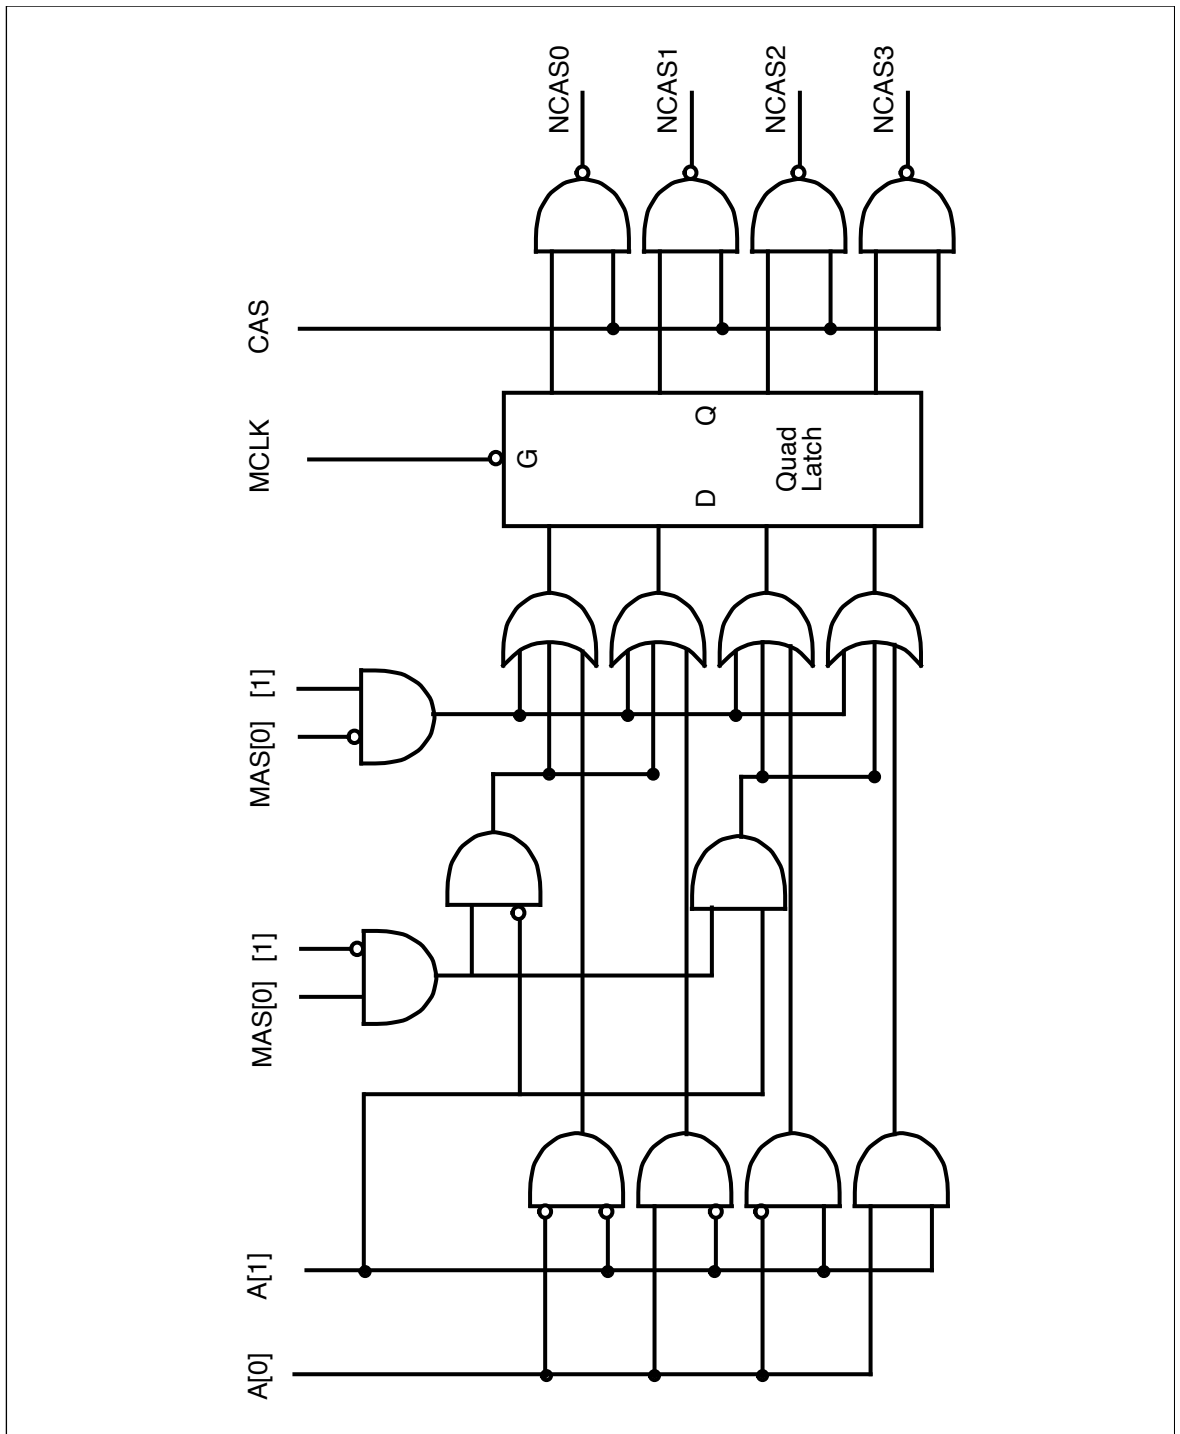 NCAS0
NCAS1
NCAS2
NCAS3
CAS
MCLK
G
D
Q
Quad
Latch
MAS[0] [1]
MAS[0] [1]
A[1]
A[0]